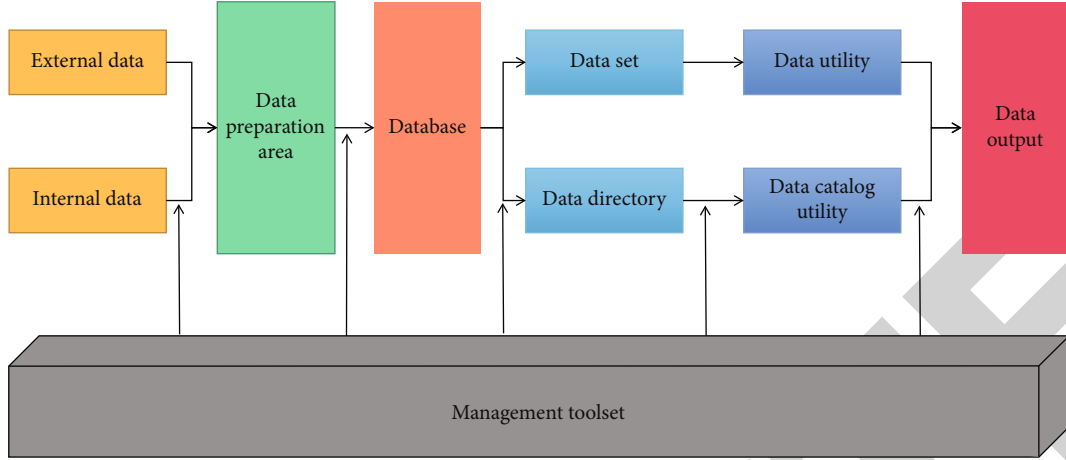 External data
Internal data
Data
preparation
area
Database
Data set
Data directory
Data utility
Data catalog
utility
Data
output
Management toolset